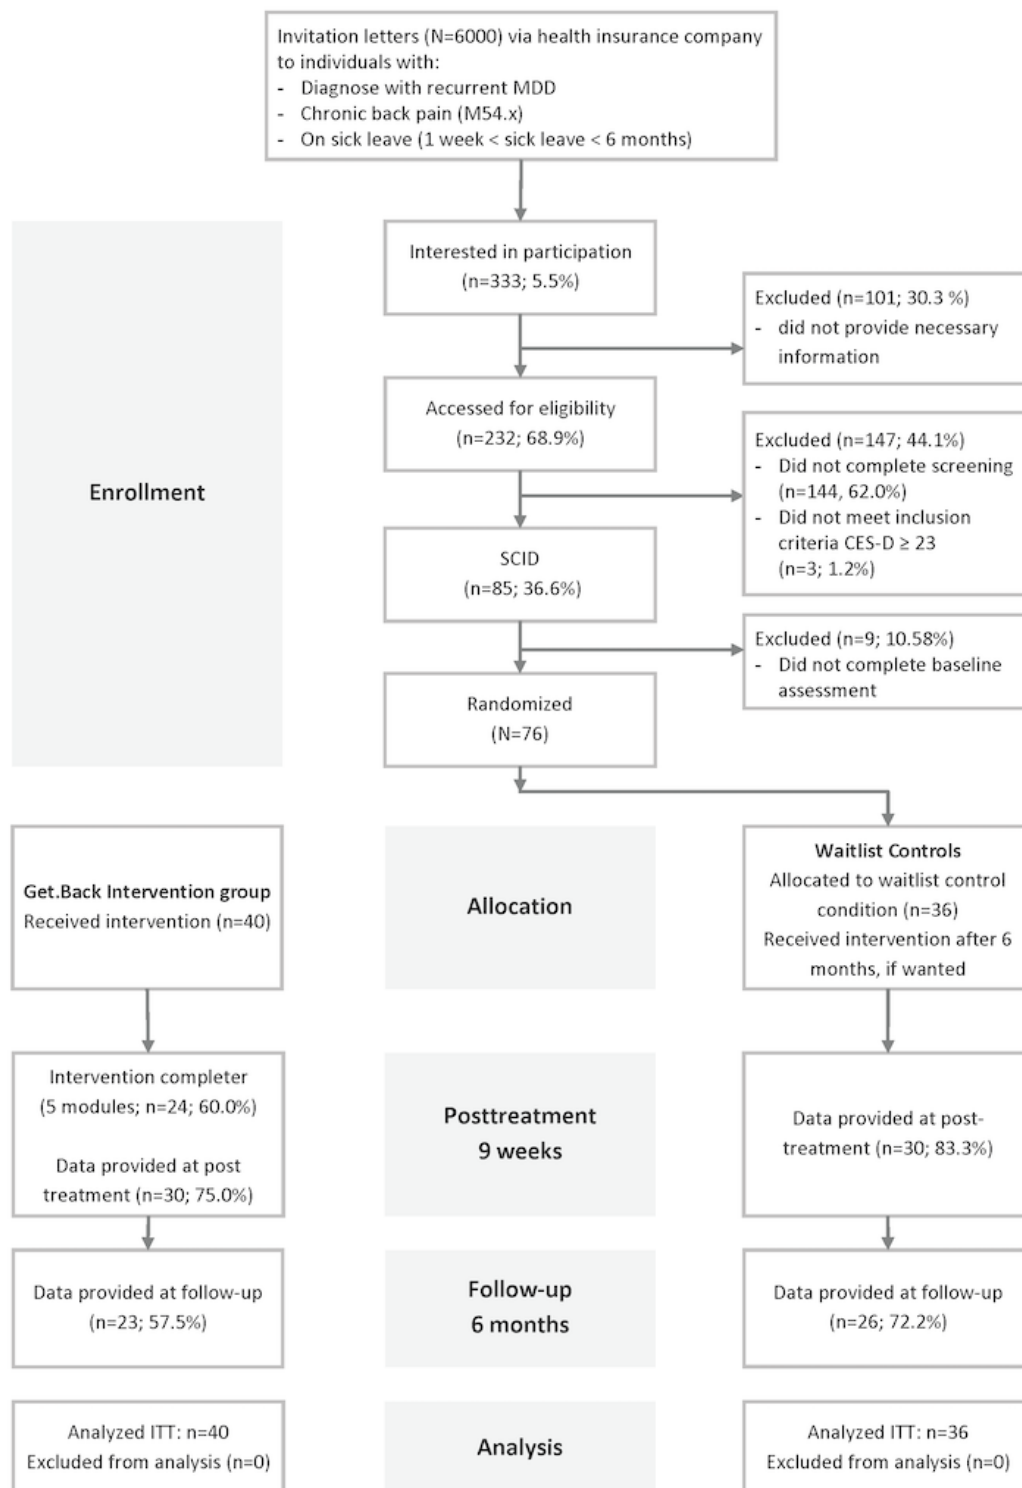 Invitation letters (N=6000) via health insurance company
to individuals with:
- Diagnose with recurrent MDD
- Chronic back pain (M54.x)
- On sick leave (1 week < sick leave < 6 months)
Enrollment
Interested in participation
(n=333; 5.5%)
Excluded (n=101; 30.3 %)
- did not provide necessary
information
Accessed for eligibility
(n=232; 68.9%)
Excluded (n=147; 44.1%)
- Did not complete screening
(n=144, 62.0%)
- Did not meet inclusion
criteria CES-D ≥ 23
(n=3; 1.2%)
SCID
(n=85; 36.6%)
Excluded (n=9; 10.58%)
- Did not complete baseline
assessment
Randomized
(N=76)
Get.Back Intervention group
Received intervention (n=40)
Allocation
Waitlist Controls
Allocated to waitlist control
condition (n=36)
Received intervention after 6
months, if wanted
Intervention completer
(5 modules; n=24; 60.0%)
Data provided at post
treatment (n=30; 75.0%)
Posttreatment
9 weeks
Data provided at post-
treatment (n=30; 83.3%)
Data provided at follow-up
(n=23; 57.5%)
Follow-up
6 months
Data provided at follow-up
(n=26; 72.2%)
Analyzed ITT: n=40
Excluded from analysis (n=0)
Analysis
Analyzed ITT: n=36
Excluded from analysis (n=0)